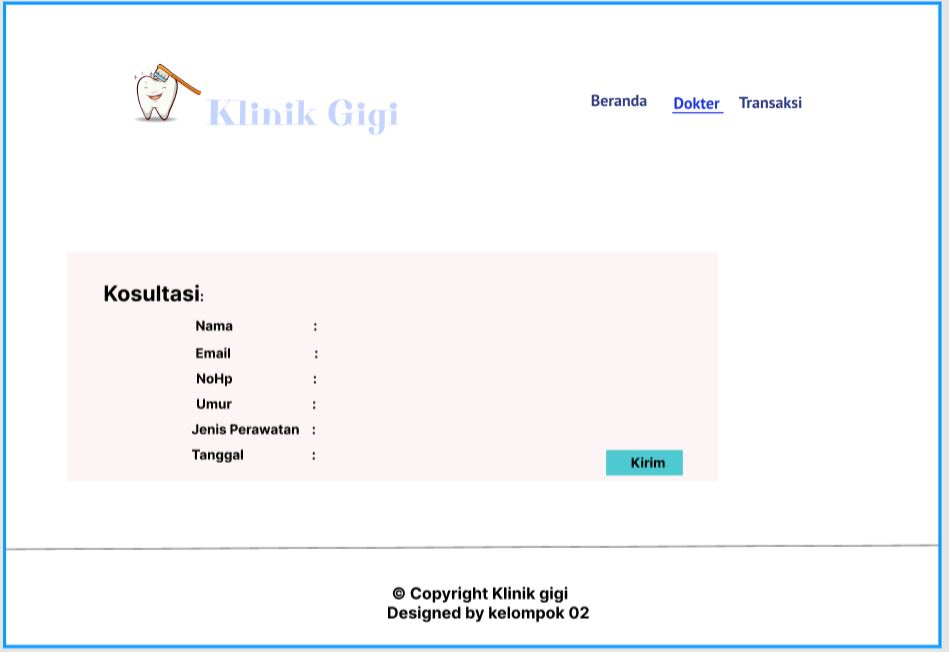 Klinik Gigi
Beranda Dokter Transaksi
Kosultasi:
Nama :
Email :
NoHp :
Umur :
Jenis Perawatan :
Tanggal :
Kirim
© Copyright Klinik gigi
Designed by kelompok 02